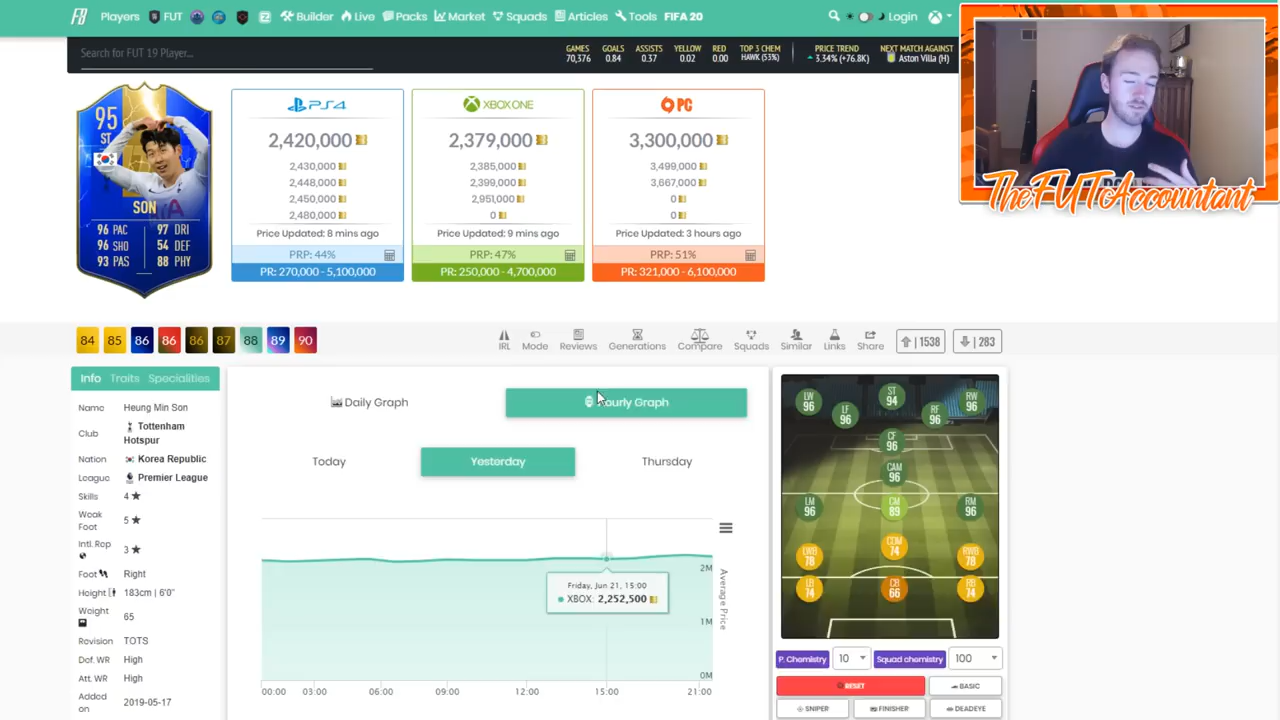 F8 Players FUT Builder Live Packs Market Squads Articles Tools FIFA 20 Login
Search for FUT 19 Player...
GAMES 70,376 GOALS 0.84 ASSISTS 0.37 YELLOW 0.02 RED 0.00 TOP 3 CHEM HAWK (53%) PRICE TREND 3.34% (+76.8K) NEXT MATCH AGAINST Aston Villa (H)
TheFUTAccountant
95
ST
SON
96 PAC 97 DRI
96 SHO 54 DEF
93 PAS 88 PHY
PS4
2,420,000
2,430,000
2,448,000
2,450,000
2,480,000
Price Updated: 8 mins ago
PRP: 44%
PR: 270,000 - 5,100,000
XBOX ONE
2,379,000
2,385,000
2,399,000
2,951,000
0
Price Updated: 9 mins ago
PRP: 47%
PR: 250,000 - 4,700,000
PC
3,300,000
3,499,000
3,667,000
0
0
Price Updated: 3 hours ago
PRP: 51%
PR: 321,000 - 6,100,000
84 85 86 86 86 87 88 89 90
IRL Mode Reviews Generations Compare Squads Similar Links Share | 1538 | 283
Info Traits Specialities
Name Heung Min Son
Club Tottenham Hotspur
Nation Korea Republic
League Premier League
Skills 4★
Weak Foot 5★
Intl. Rep 3★
Foot Right
Height 183cm | 6'0"
Weight 65
Revision TOTS
Def. WR High
Att. WR High
Added on 2019-05-17
Daily Graph Hourly Graph
Today Yesterday Thursday
Friday, Jun 21, 15:00
XBOX: 2,252,500
2M
1M
0M
Average Price
00:00 03:00 06:00 09:00 12:00 15:00 21:00
LW 96
LF 96
ST 94
RF 96
RW 96
CF 96
CAM 96
LM 96
CM 89
RM 96
LWB 78
CDM 74
RWB 78
LB 74
CB 66
RB 74
P. Chemistry 10 Squad chemistry 100
RESET BASIC
SNIPER FINISHER DEADEYE